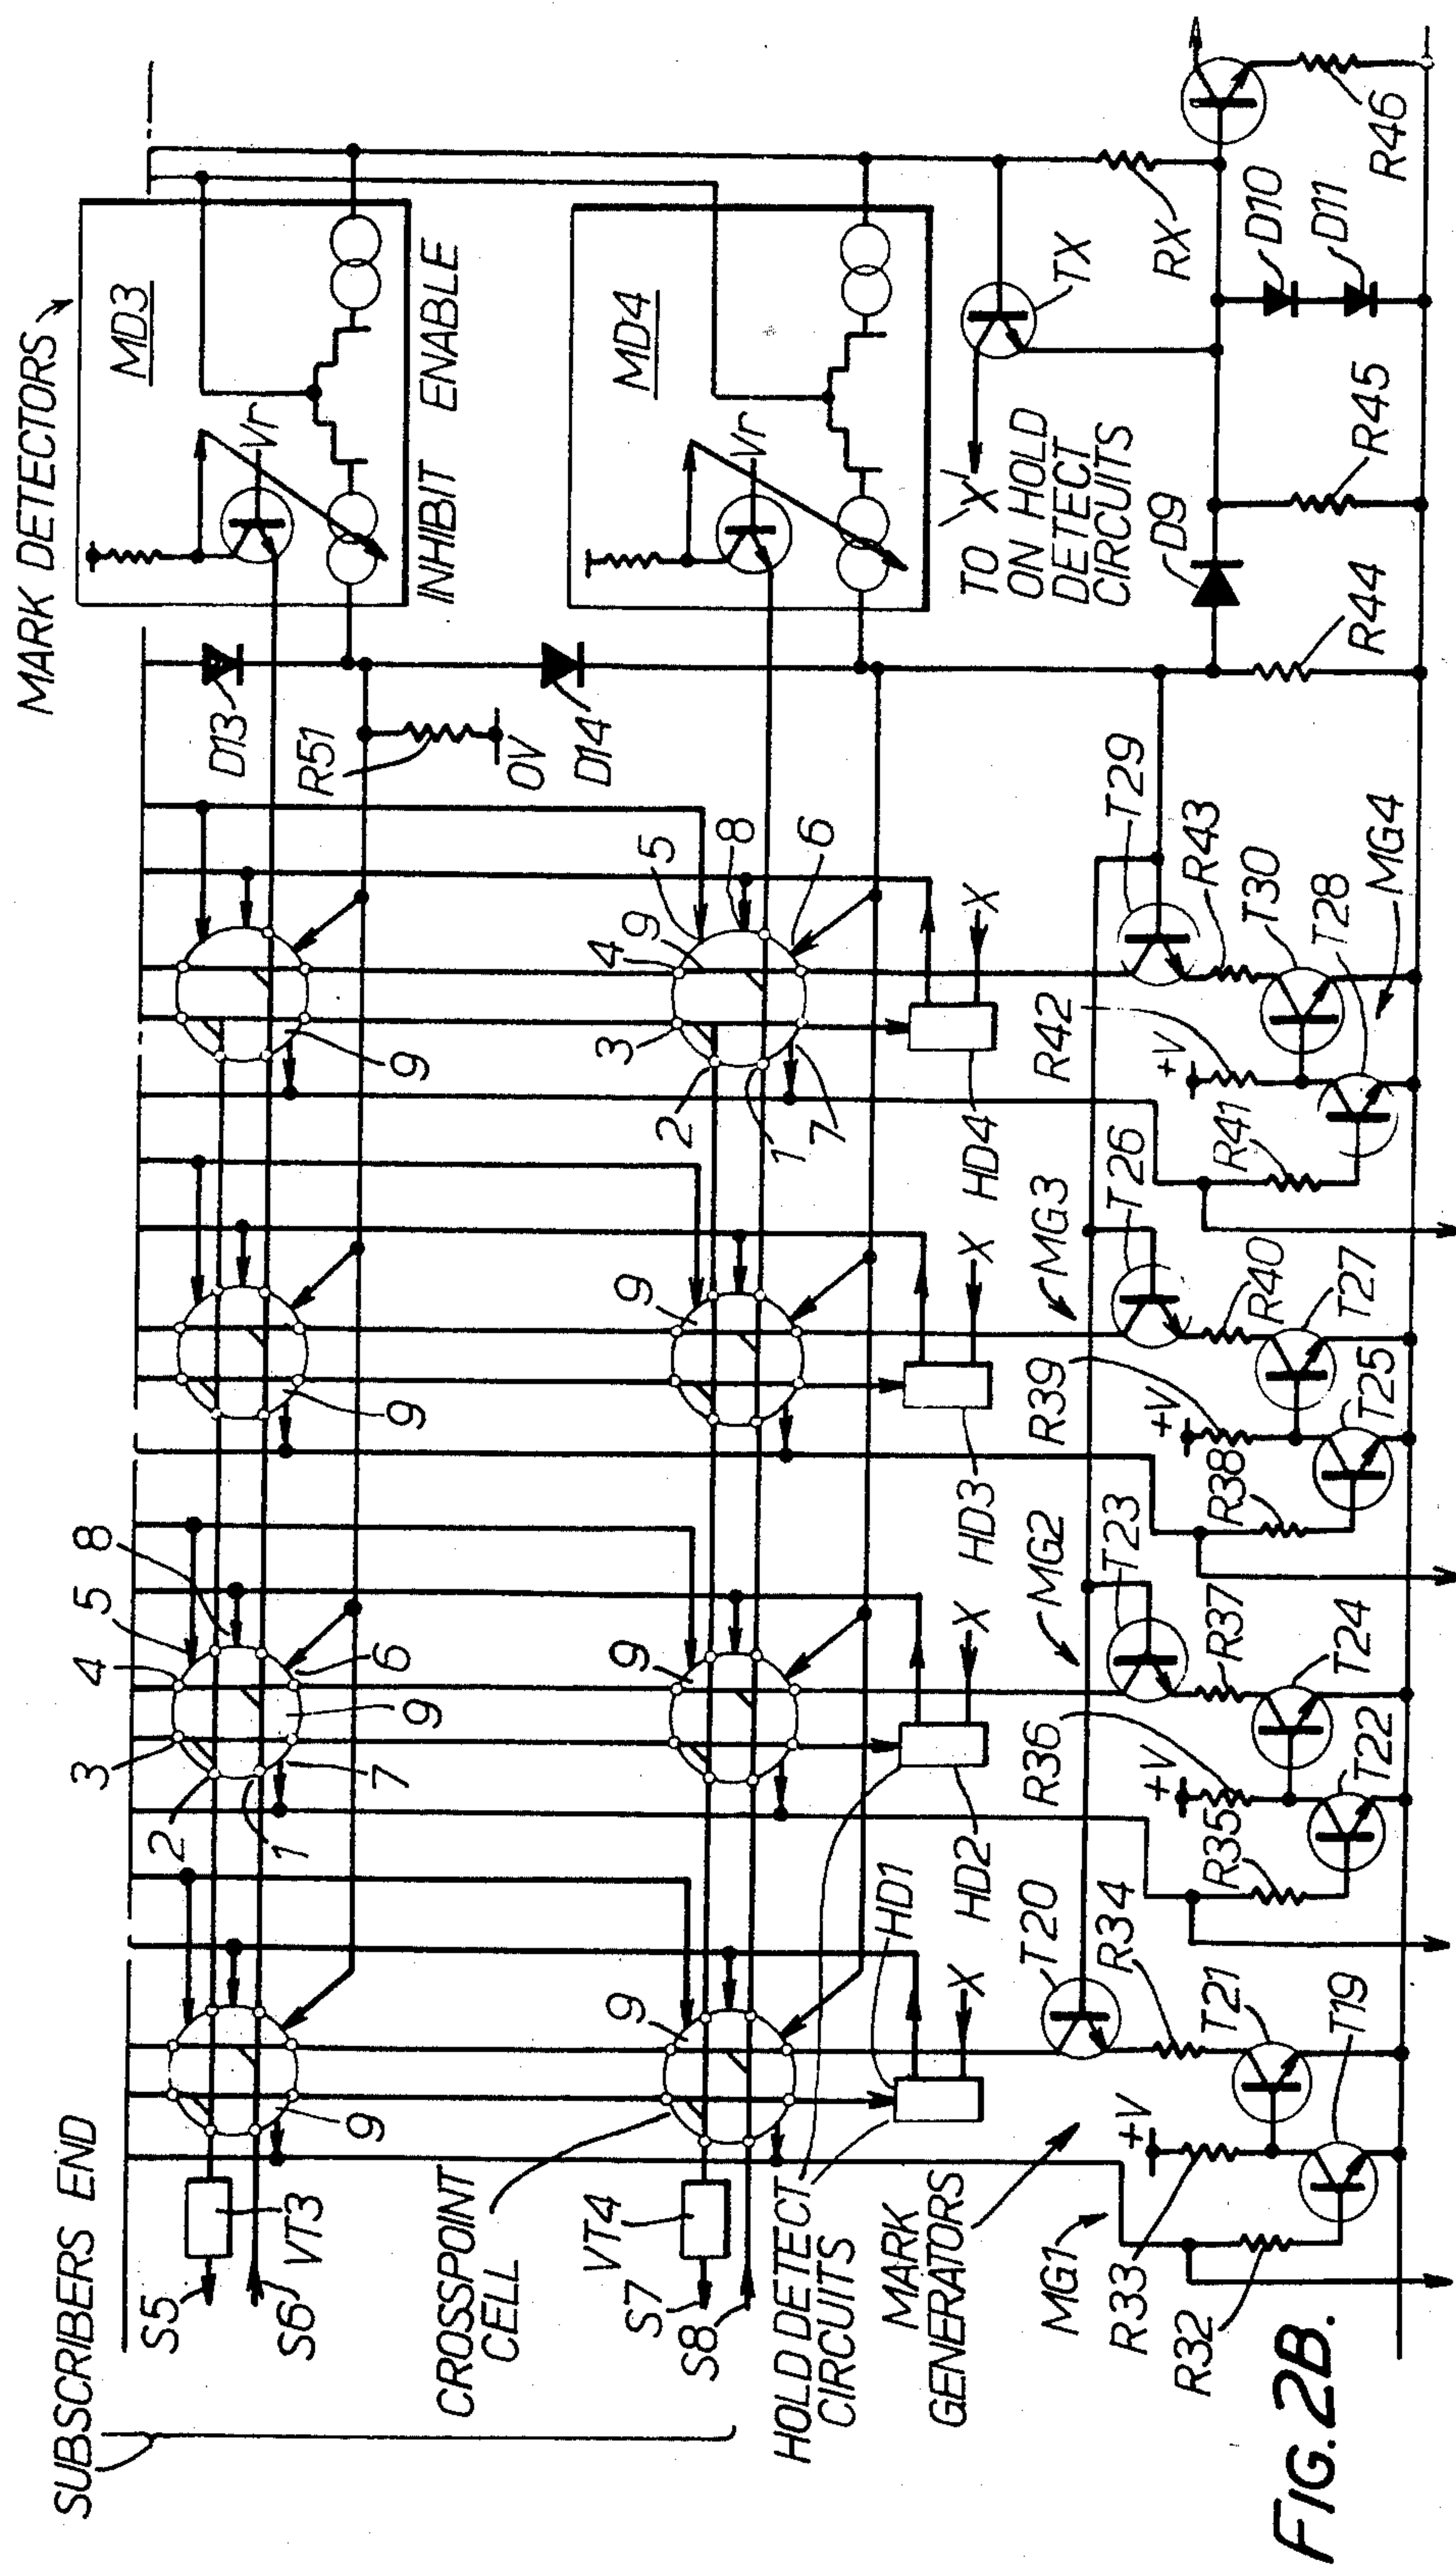 SUBSCRIBERS END
MARK DETECTORS
MD3
Vr
INHIBIT ENABLE
D13
R51
0V
D14
MD4
Vr
S5
S6
VT3
2
1
3
4
5
8
6
9
7
9
9
9
CROSSPOINT
CELL
VT4
S7
S8
9
9
9
2
1
7
3
4
9
5
8
6
HOLD DETECT
CIRCUITS
HD1
X
HD2
X
HD3
X
HD4
X
TO 'X'
ON HOLD
DETECT
CIRCUITS
TX
RX
MARK
GENERATORS
MG1
T20
R34
R33
+V
R32
T21
T19
MG2
T23
R37
R36
+V
R35
T24
T22
MG3
T26
R40
R39
+V
R38
T27
T25
R42
T29
R43
+V
R41
T30
T28
MG4
D9
R44
R45
D10
D11
R46
FIG. 2B.